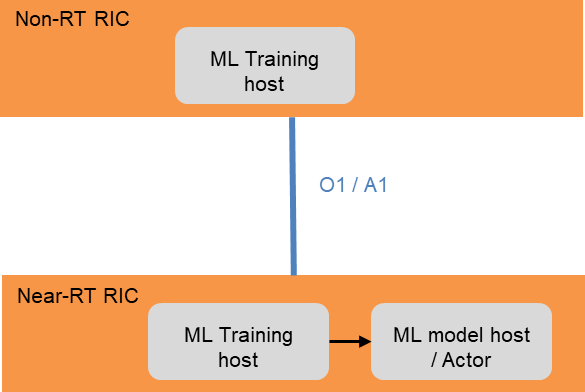 Non-RT RIC
ML Training
host
O1 / A1
Near-RT RIC
ML Training
host
ML model host
/ Actor